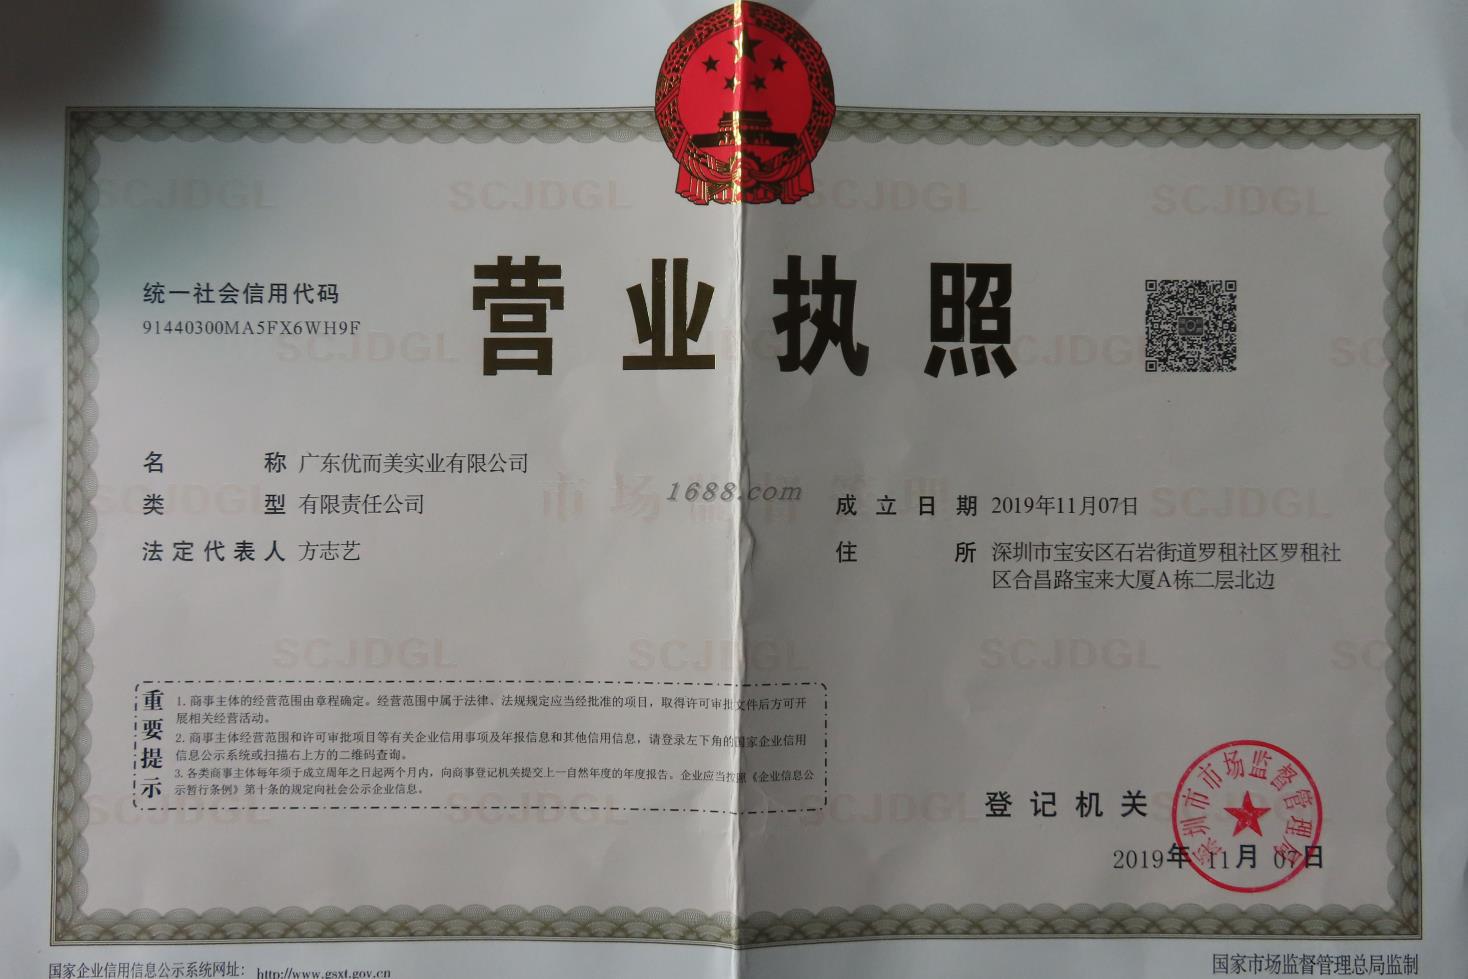 统一社会信用代码
91440300MA5FX6WH9F
营业执照
名称 广东优而美实业有限公司
类型 有限责任公司
法定代表人 方志艺
成立日期 2019年11月07日
住所 深圳市宝安区石岩街道罗租社区罗租社
区合昌路宝来大厦A栋二层北边
1688.com
市场监督管理
SCJDGL
重要提示
1. 商事主体的经营范围由章程确定。经营范围中属于法律、法规规定应当经批准的项目，取得许可审批文件后方可开
展相关经营活动。
2. 商事主体经营范围和许可审批项目等有关企业信用事项及年报信息和其他信用信息，请登录左下角的国家企业信用
信息公示系统或扫描右上方的二维码查询。
3. 各类商事主体每年须于成立周年之日起两个月内，向商事登记机关提交上一自然年度的年度报告。企业应当按照《企业信息公
示暂行条例》第十条的规定向社会公示企业信息。
登记机关
深圳市市场监督管理局
2019年11月07日
国家企业信用信息公示系统网址：http://www.gsxt.gov.cn
国家市场监督管理总局监制